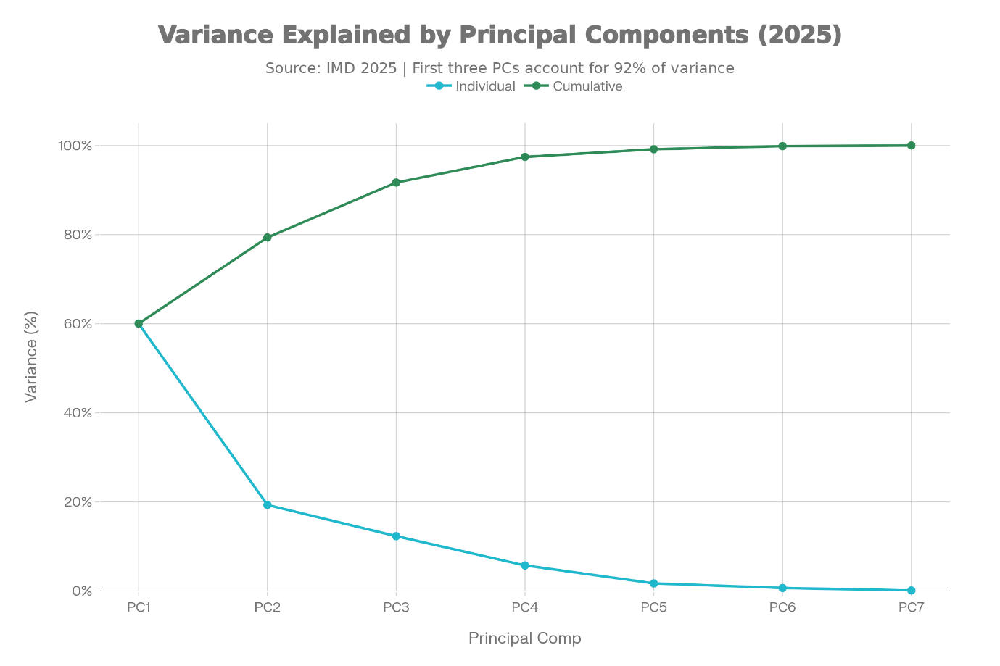 Variance Explained by Principal Components (2025)
Source: IMD 2025 | First three PCs account for 92% of variance
Individual Cumulative
Variance (%)
100%
80%
60%
40%
20%
0%
PC1 PC2 PC3 PC4 PC5 PC6 PC7
Principal Comp